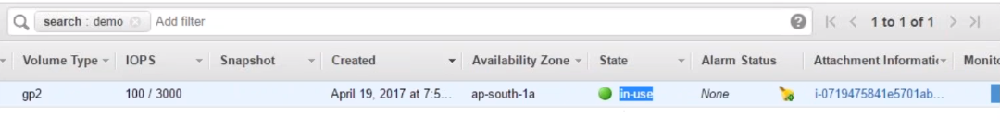 search : demo Add filter 1 to 1 of 1
Volume Type IOPS Snapshot Created Availability Zone State Alarm Status Attachment Informatic Monito
gp2 100 / 3000 April 19, 2017 at 7:5... ap-south-1a in-use None i-0719475841e5701ab...